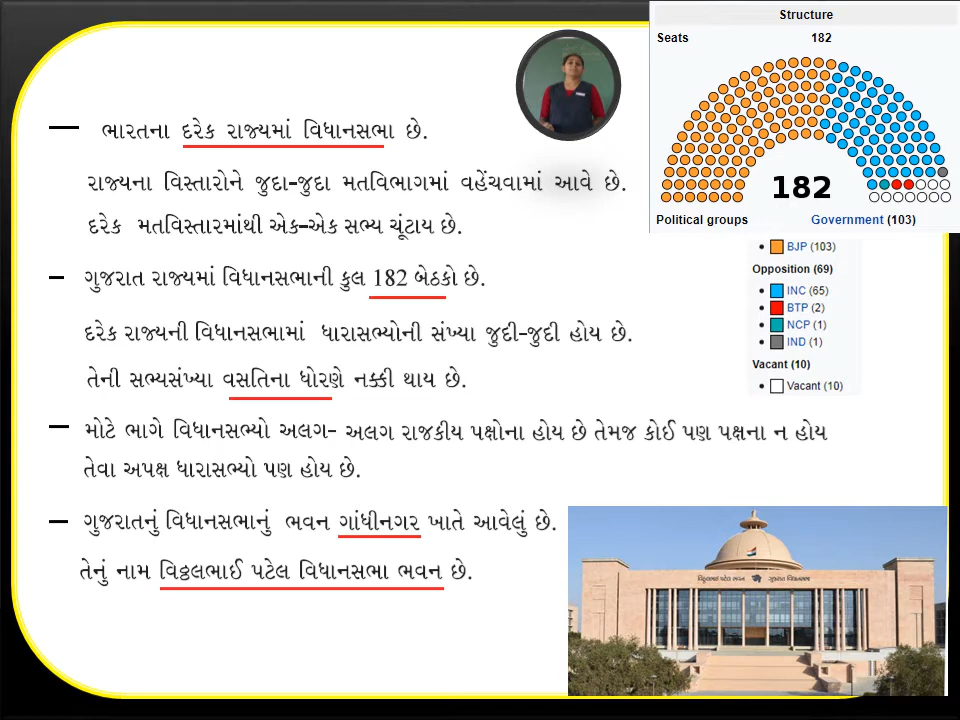 Structure
Seats 182
182
Political groups Government (103)
BJP (103)
Opposition (69)
INC (65)
BTP (2)
NCP (1)
IND (1)
Vacant (10)
Vacant (10)
— ભારતના દરેક રાજ્યમાં વિધાનસભા છે.
રાજ્યના વિસ્તારોને જુદા-જુદા મતવિભાગમાં વહેંચવામાં આવે છે.
દરેક મતવિસ્તારમાંથી એક-એક સભ્ય ચૂંટાય છે.
– ગુજરાત રાજ્યમાં વિધાનસભાની કુલ 182 બેઠકો છે.
દરેક રાજ્યની વિધાનસભામાં ધારાસભ્યોની સંખ્યા જુદી-જુદી હોય છે.
તેની સભ્યસંખ્યા વસતિના ધોરણે નક્કી થાય છે.
– મોટે ભાગે વિધાનસભ્યો અલગ- અલગ રાજકીય પક્ષોના હોય છે તેમજ કોઈ પણ પક્ષના ન હોય
તેવા અપક્ષ ધારાસભ્યો પણ હોય છે.
– ગુજરાતનું વિધાનસભાનું ભવન ગાંધીનગર ખાતે આવેલું છે.
તેનું નામ વિઠ્ઠલભાઈ પટેલ વિધાનસભા ભવન છે.